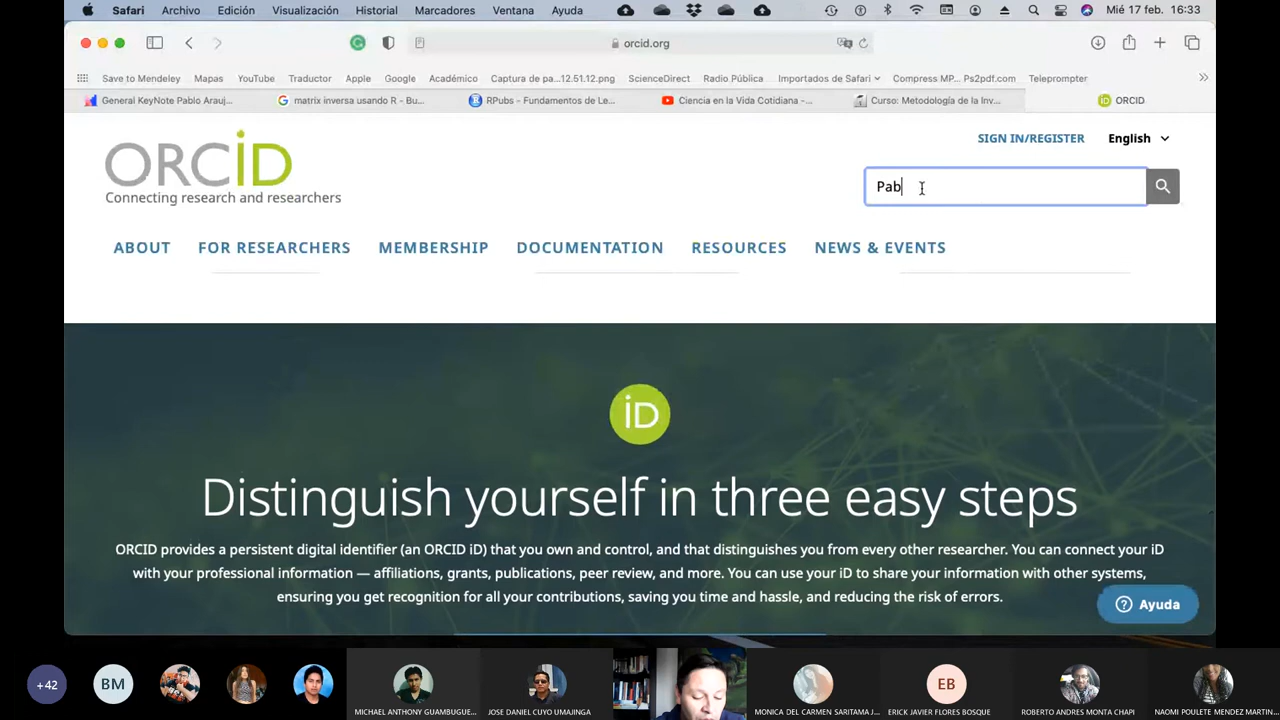 Safari Archivo Edición Visualización Historial Marcadores Ventana Ayuda Mié 17 feb. 16:33
orcid.org
Save to Mendeley Mapas YouTube Traductor Apple Google Académico Captura de pa...12.51.12.png ScienceDirect Radio Pública Importados de Safari Compress MP... Ps2pdf.com Teleprompter
General KeyNote Pablo Arauj... matrix inversa usando R - Bu... RPubs - Fundamentos de Le... Ciencia en la Vida Cotidiana -... Curso: Metodología de la Inv... iD ORCID
SIGN IN/REGISTER English
ORCiD
Connecting research and researchers
Pab
ABOUT FOR RESEARCHERS MEMBERSHIP DOCUMENTATION RESOURCES NEWS & EVENTS
iD
Distinguish yourself in three easy steps
ORCID provides a persistent digital identifier (an ORCID iD) that you own and control, and that distinguishes you from every other researcher. You can connect your iD
with your professional information — affiliations, grants, publications, peer review, and more. You can use your iD to share your information with other systems,
ensuring you get recognition for all your contributions, saving you time and hassle, and reducing the risk of errors.
Ayuda
+42 BM EB
MICHAEL ANTHONY GUAMBUGUE... JOSE DANIEL CUYO UMAJINGA MONICA DEL CARMEN SARITAMA J... ERICK JAVIER FLORES BOSQUE ROBERTO ANDRES MONTA CHAPI NAOMI POULETE MENDEZ MARTIN...